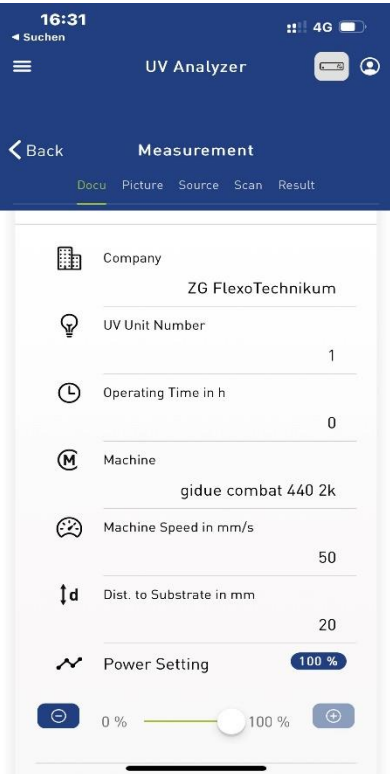 16:31
4G
◄ Suchen
UV Analyzer
Back
Measurement
Docu Picture Source Scan Result
Company
ZG FlexoTechnikum
UV Unit Number
1
Operating Time in h
0
M Machine
gidue combat 440 2k
Machine Speed in mm/s
50
d Dist. to Substrate in mm
20
Power Setting 100 %
0 % 100 %